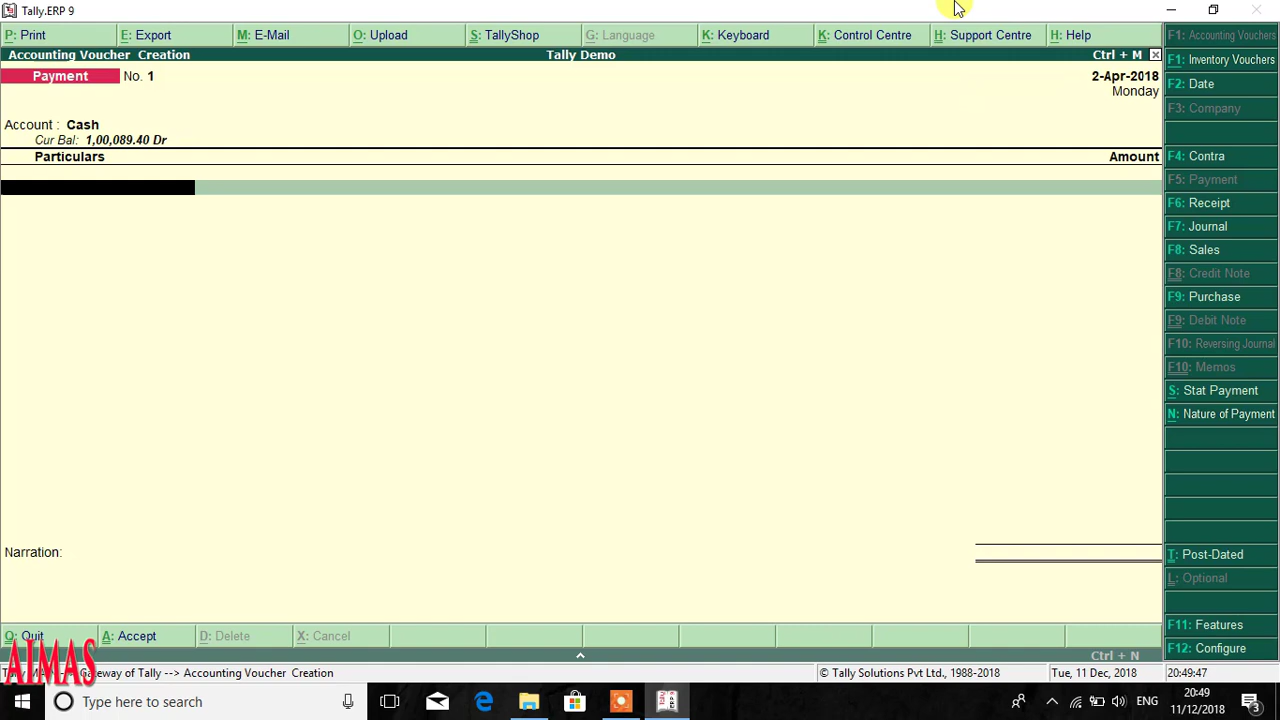 Tally.ERP 9
P: Print
E: Export
M: E-Mail
O: Upload
S: TallyShop
G: Language
K: Keyboard
K: Control Centre
H: Support Centre
H: Help
F1: Accounting Vouchers
Accounting Voucher Creation
Tally Demo
Ctrl + M
F1: Inventory Vouchers
Payment No. 1
2-Apr-2018
F2: Date
Monday
F3: Company
Account : Cash
Cur Bal: 1,00,089.40 Dr
Particulars
Amount
F4: Contra
F5: Payment
F6: Receipt
F7: Journal
F8: Sales
F8: Credit Note
F9: Purchase
F9: Debit Note
F10: Reversing Journal
F10: Memos
S: Stat Payment
N: Nature of Payment
Narration:
T: Post-Dated
L: Optional
F11: Features
F12: Configure
Q: Quit
A: Accept
D: Delete
X: Cancel
Ctrl + N
AIMAS
Gateway of Tally --> Accounting Voucher Creation
© Tally Solutions Pvt Ltd., 1988-2018
Tue, 11 Dec, 2018
20:49:47
Type here to search
ENG
20:49
11/12/2018
3